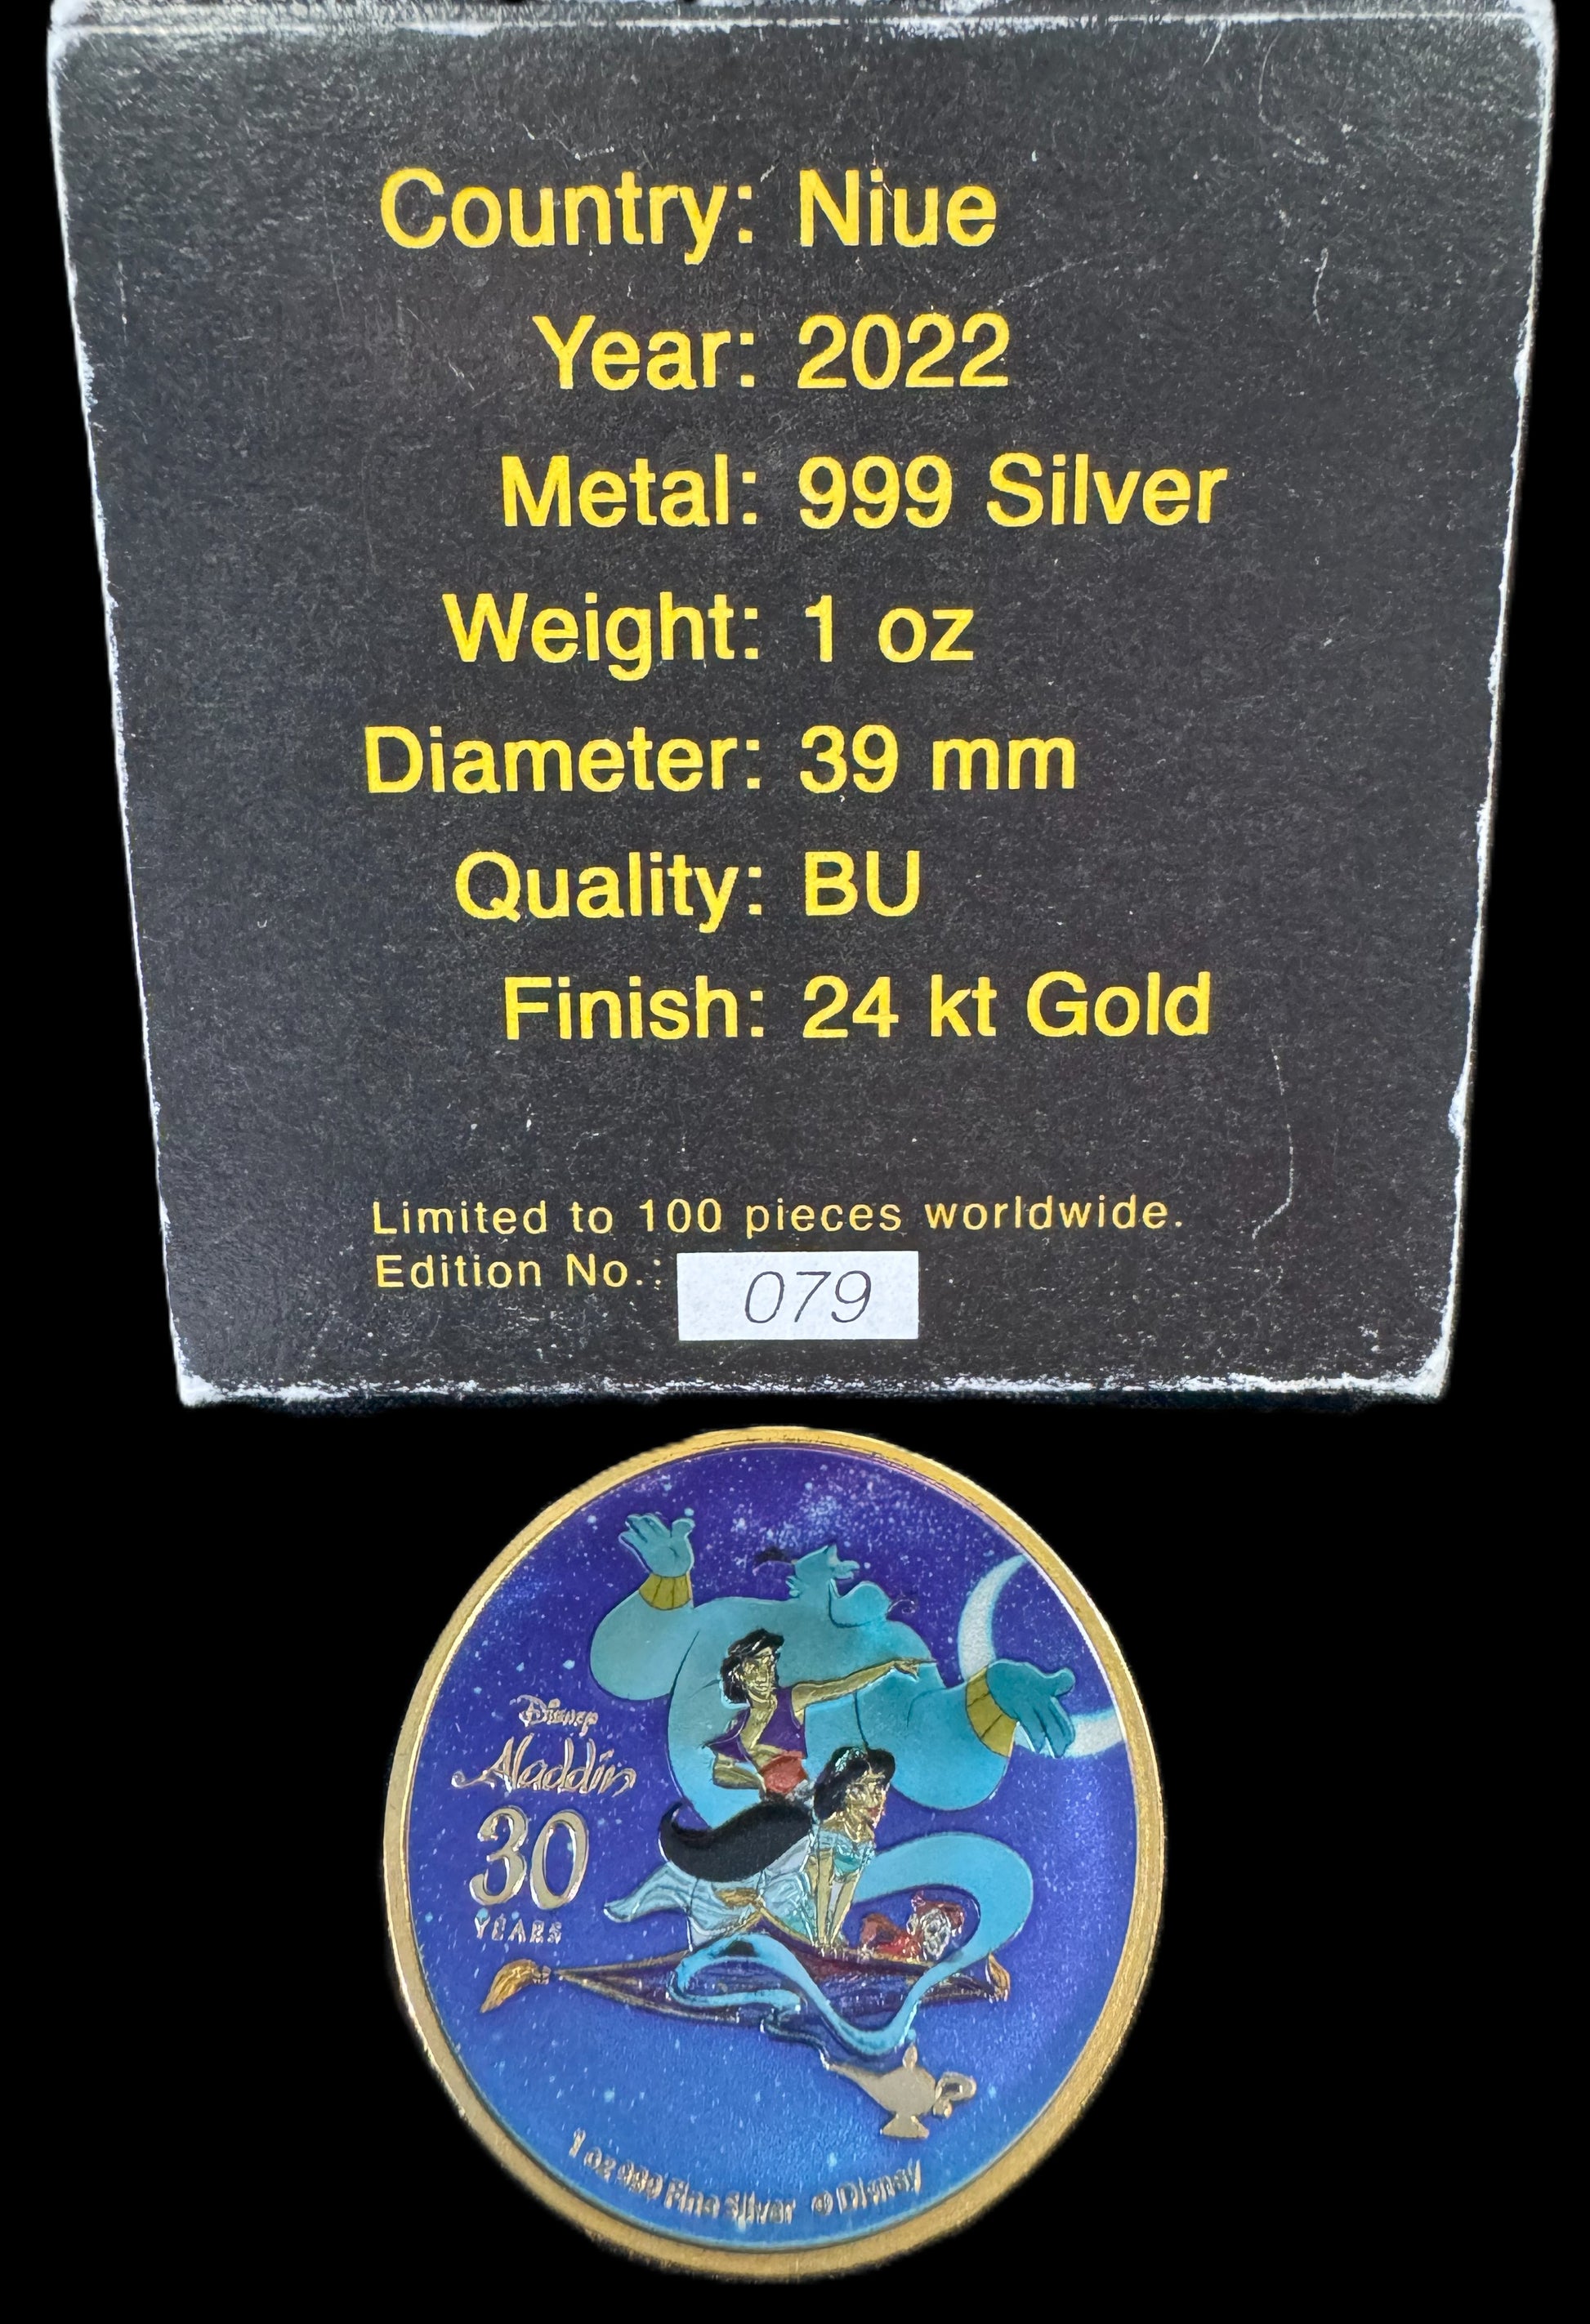 Country: Niue
Year: 2022
Metal: 999 Silver
Weight: 1 oz
Diameter: 39 mm
Quality: BU
Finish: 24 kt Gold
Limited to 100 pieces worldwide.
Edition No.: 079
Disney
Aladdin
30
YEARS
1 oz 999 Fine Silver © Disney